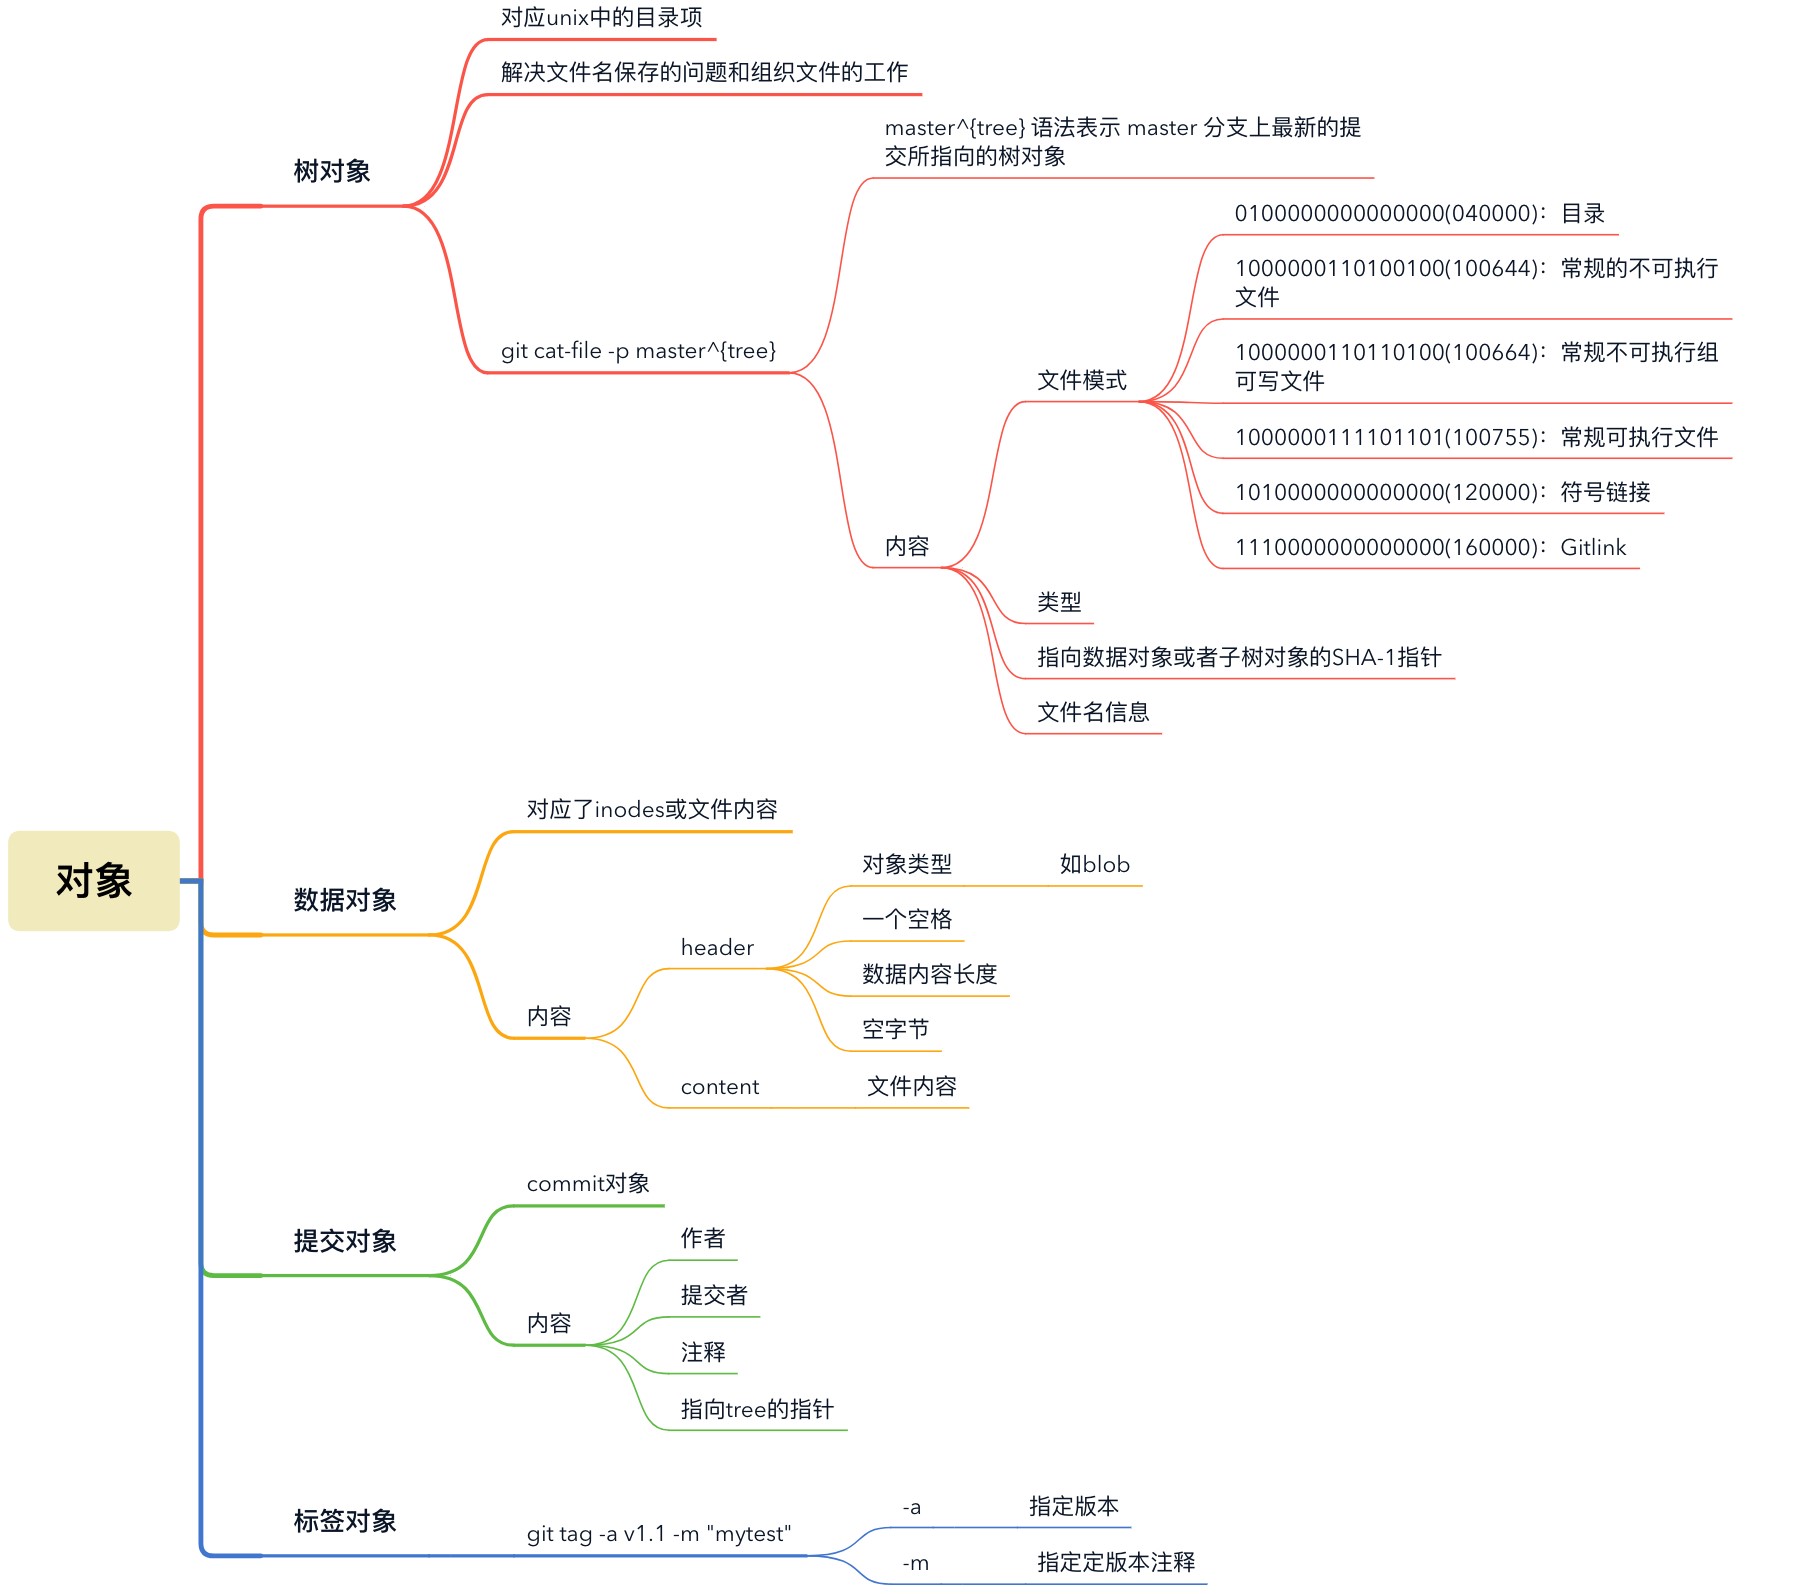 对象
树对象
对应unix中的目录项
解决文件名保存的问题和组织文件的工作
git cat-file -p master^{tree}
master^{tree} 语法表示 master 分支上最新的提
交所指向的树对象
内容
文件模式
0100000000000000(040000)：目录
1000000110100100(100644)：常规的不可执行
文件
1000000110110100(100664)：常规不可执行组
可写文件
1000000111101101(100755)：常规可执行文件
1010000000000000(120000)：符号链接
1110000000000000(160000)：Gitlink
类型
指向数据对象或者子树对象的SHA-1指针
文件名信息
数据对象
对应了inodes或文件内容
内容
header
对象类型
如blob
一个空格
数据内容长度
空字节
content
文件内容
提交对象
commit对象
内容
作者
提交者
注释
指向tree的指针
标签对象
git tag -a v1.1 -m "mytest"
-a
指定版本
-m
指定定版本注释